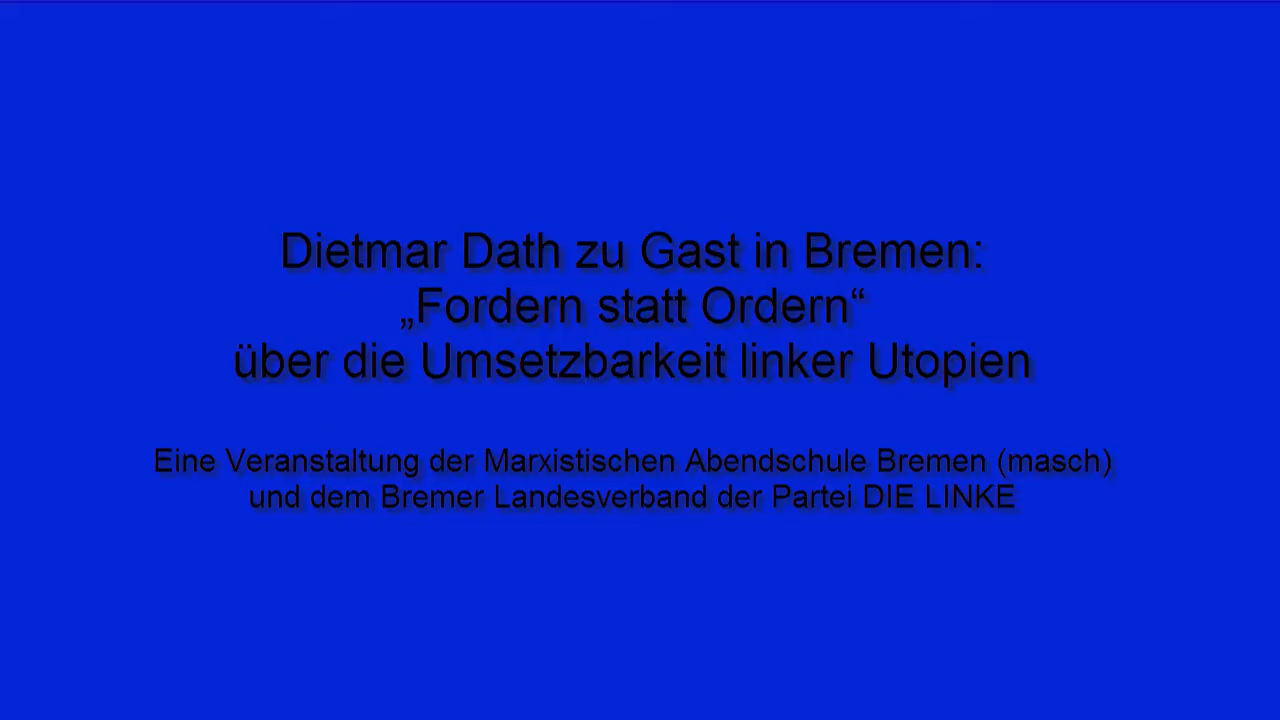 Dietmar Dath zu Gast in Bremen:
„Fordern statt Ordern“
über die Umsetzbarkeit linker Utopien
Eine Veranstaltung der Marxistischen Abendschule Bremen (masch)
und dem Bremer Landesverband der Partei DIE LINKE